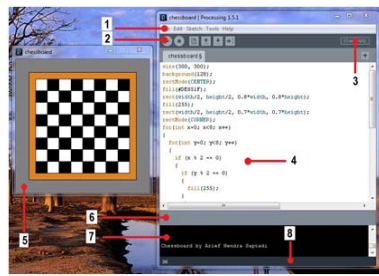 chessboard | Processing 1.5.1
1
File Edit Sketch Tools Help
2
STANDARD
3
chessboard
chessboard §
size(300, 300);
background(128);
rectMode(CENTER);
fill(#DE851F);
rect(width/2, height/2, 0.8*width, 0.8*height);
fill(255);
rect(width/2, height/2, 0.7*width, 0.7*height);
rectMode(CORNER);
for(int x=0; x<8; x++)
{
for(int y=0; y<8; y++)
{
if (x % 2 == 0)
{
if (y % 2 == 0)
{
fill(255);
}
4
5
6
7
Chessboard by Arief Hendra Saptadi
8